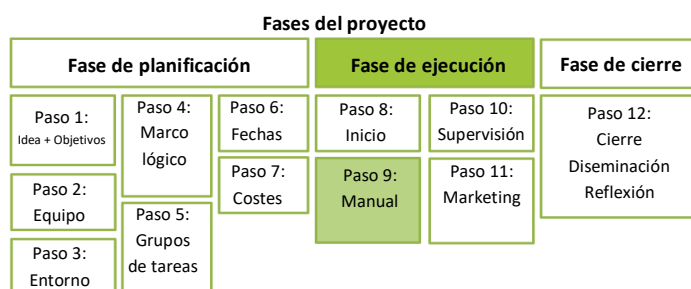 Fases del proyecto
Fase de planificación
Fase de ejecución
Fase de cierre
Paso 1:
Idea + Objetivos
Paso 2:
Equipo
Paso 3:
Entorno
Paso 4:
Marco
lógico
Paso 5:
Grupos
de tareas
Paso 6:
Fechas
Paso 7:
Costes
Paso 8:
Inicio
Paso 9:
Manual
Paso 10:
Supervisión
Paso 11:
Marketing
Paso 12:
Cierre
Diseminación
Reflexión